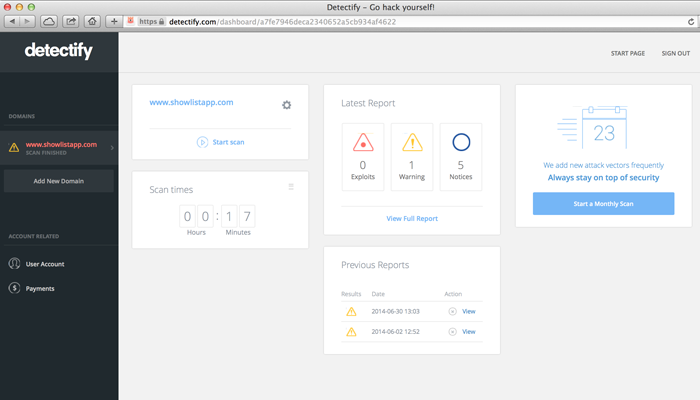 Detectify – Go hack yourself!
https detectify.com/dashboard/a7fe7946deca2340652a5cb934af4622
detectify
START PAGE
SIGN OUT
DOMAINS
www.showlistapp.com
SCAN FINISHED
Add New Domain
ACCOUNT RELATED
User Account
Payments
www.showlistapp.com
Start scan
Scan times
0 0 : 1 7
Hours Minutes
Latest Report
0 1 5
Exploits Warning Notices
View Full Report
Previous Reports
Results Date Action
2014-06-30 13:03 View
2014-06-02 12:52 View
23
We add new attack vectors frequently
Always stay on top of security
Start a Monthly Scan